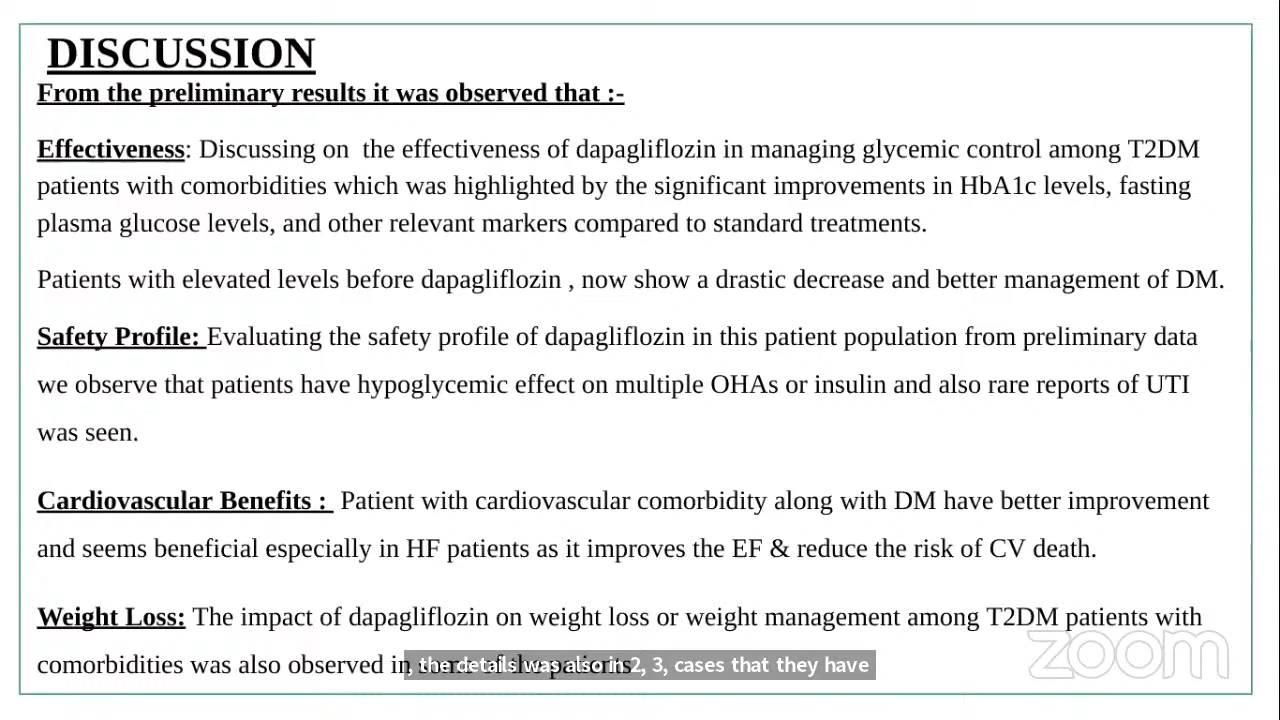 DISCUSSION
From the preliminary results it was observed that :-
Effectiveness: Discussing on the effectiveness of dapagliflozin in managing glycemic control among T2DM
patients with comorbidities which was highlighted by the significant improvements in HbA1c levels, fasting
plasma glucose levels, and other relevant markers compared to standard treatments.
Patients with elevated levels before dapagliflozin , now show a drastic decrease and better management of DM.
Safety Profile: Evaluating the safety profile of dapagliflozin in this patient population from preliminary data
we observe that patients have hypoglycemic effect on multiple OHAs or insulin and also rare reports of UTI
was seen.
Cardiovascular Benefits : Patient with cardiovascular comorbidity along with DM have better improvement
and seems beneficial especially in HF patients as it improves the EF & reduce the risk of CV death.
Weight Loss: The impact of dapagliflozin on weight loss or weight management among T2DM patients with
comorbidities was also observed in some of the patients
, the details was also in 2, 3, cases that they have
zoom